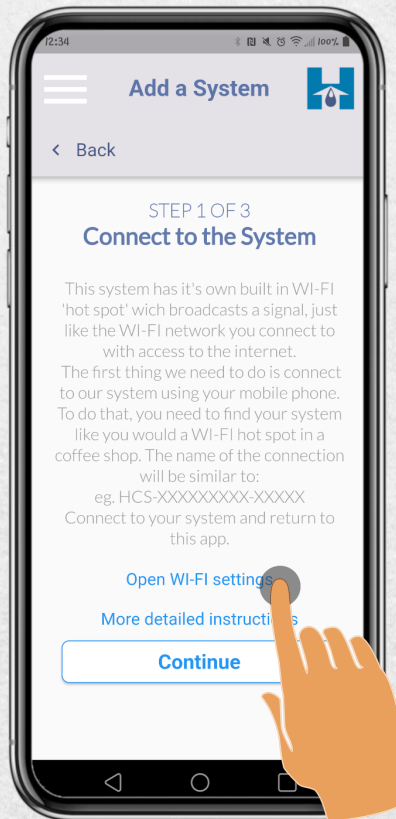 12:34
100%
Add a System
H
< Back
STEP 1 OF 3
Connect to the System
This system has it's own built in WI-FI
'hot spot' wich broadcasts a signal, just
like the WI-FI network you connect to
with access to the internet.
The first thing we need to do is connect
to our system using your mobile phone.
To do that, you need to find your system
like you would a WI-FI hot spot in a
coffee shop. The name of the connection
will be similar to:
eg. HCS-XXXXXXXXX-XXXXX
Connect to your system and return to
this app.
Open WI-FI settings
More detailed instructions
Continue